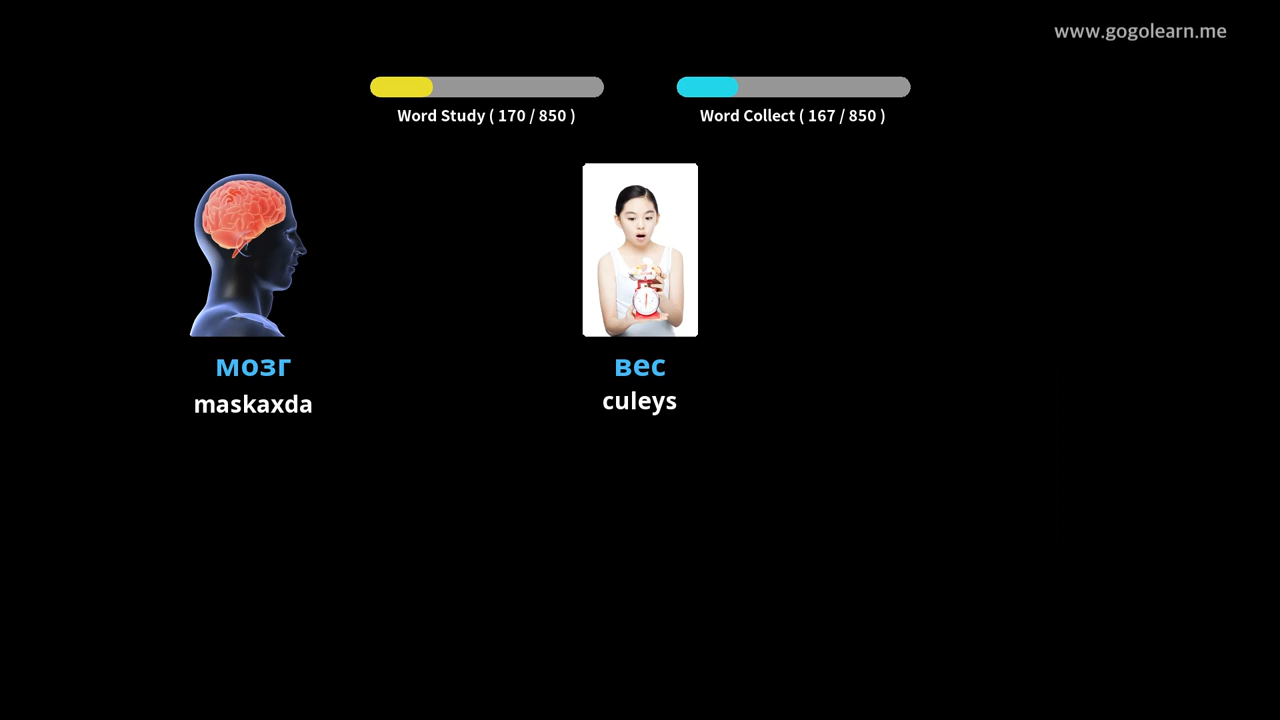 www.gogolearn.me
Word Study ( 170 / 850 )
Word Collect ( 167 / 850 )
мозг
maskaxda
вес
culeys